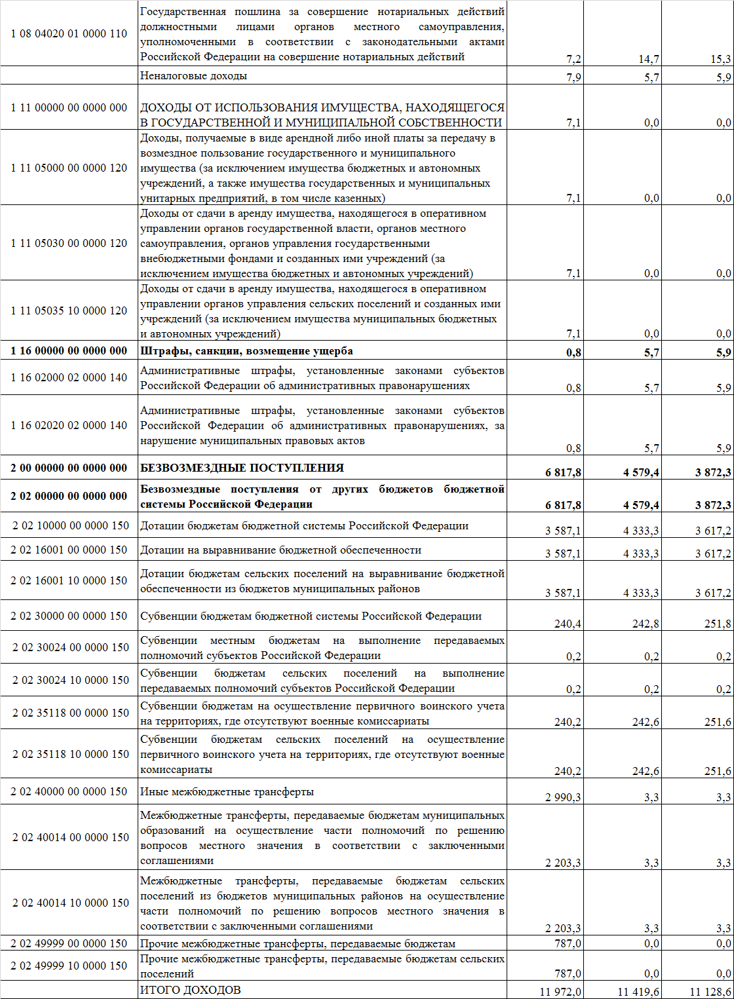 Государственная пошлина за совершение нотариальных действий
должностными лицами органов местного самоуправления,
1 08 04020 01 0000 110
уполномоченными в соответствии с законодательными актами
Российской Федерации на совершение нотариальных действий
7,2 14,7 15,3
Неналоговые доходы 7,9 5,7 5,9
1 11 00000 00 0000 000 ДОХОДЫ ОТ ИСПОЛЬЗОВАНИЯ ИМУЩЕСТВА, НАХОДЯЩЕГОСЯ
В ГОСУДАРСТВЕННОЙ И МУНИЦИПАЛЬНОЙ СОБСТВЕННОСТИ 7,1 0,0 0,0
Доходы, получаемые в виде арендной либо иной платы за передачу в
возмездное пользование государственного и муниципального
1 11 05000 00 0000 120 имущества (за исключением имущества бюджетных и автономных
учреждений, а также имущества государственных и муниципальных
унитарных предприятий, в том числе казенных) 7,1 0,0 0,0
Доходы от сдачи в аренду имущества, находящегося в оперативном
управлении органов государственной власти, органов местного
1 11 05030 00 0000 120 самоуправления, органов управления государственными
внебюджетными фондами и созданных ими учреждений (за
исключением имущества бюджетных и автономных учреждений) 7,1 0,0 0,0
Доходы от сдачи в аренду имущества, находящегося в оперативном
управлении органов управления сельских поселений и созданных ими
1 11 05035 10 0000 120
учреждений (за исключением имущества муниципальных бюджетных
и автономных учреждений) 7,1 0,0 0,0
1 16 00000 00 0000 000 Штрафы, санкции, возмещение ущерба 0,8 5,7 5,9
Административные штрафы, установленные законами субъектов
1 16 02000 02 0000 140
Российской Федерации об административных правонарушениях 0,8 5,7 5,9
Административные штрафы, установленные законами субъектов
1 16 02020 02 0000 140 Российской Федерации об административных правонарушениях, за
нарушение муниципальных правовых актов
0,8 5,7 5,9
2 00 00000 00 0000 000 БЕЗВОЗМЕЗДНЫЕ ПОСТУПЛЕНИЯ 6 817,8 4 579,4 3 872,3
Безвозмездные поступления от других бюджетов бюджетной
2 02 00000 00 0000 000
системы Российской Федерации 6 817,8 4 579,4 3 872,3
2 02 10000 00 0000 150 Дотации бюджетам бюджетной системы Российской Федерации 3 587,1 4 333,3 3 617,2
2 02 16001 00 0000 150 Дотации на выравнивание бюджетной обеспеченности 3 587,1 4 333,3 3 617,2
Дотации бюджетам сельских поселений на выравнивание бюджетной
2 02 16001 10 0000 150
обеспеченности из бюджетов муниципальных районов 3 587,1 4 333,3 3 617,2
2 02 30000 00 0000 150 Субвенции бюджетам бюджетной системы Российской Федерации 240,4 242,8 251,8
Субвенции местным бюджетам на выполнение передаваемых
2 02 30024 00 0000 150
полномочий субъектов Российской Федерации 0,2 0,2 0,2
Субвенции бюджетам сельских поселений на выполнение
2 02 30024 10 0000 150
передаваемых полномочий субъектов Российской Федерации 0,2 0,2 0,2
Субвенции бюджетам на осуществление первичного воинского учета
2 02 35118 00 0000 150
на территориях, где отсутствуют военные комиссариаты 240,2 242,6 251,6
Субвенции бюджетам сельских поселений на осуществление
2 02 35118 10 0000 150 первичного воинского учета на территориях, где отсутствуют военные
комиссариаты 240,2 242,6 251,6
2 02 40000 00 0000 150 Иные межбюджетные трансферты 2 990,3 3,3 3,3
Межбюджетные трансферты, передаваемые бюджетам муниципальных
образований на осуществление части полномочий по решению
2 02 40014 00 0000 150
вопросов местного значения в соответствии с заключенными
соглашениями 2 203,3 3,3 3,3
Межбюджетные трансферты, передаваемые бюджетам сельских
поселений из бюджетов муниципальных районов на осуществление
2 02 40014 10 0000 150
части полномочий по решению вопросов местного значения в
соответствии с заключенными соглашениями 2 203,3 3,3 3,3
2 02 49999 00 0000 150 Прочие межбюджетные трансферты, передаваемые бюджетам 787,0 0,0 0,0
Прочие межбюджетные трансферты, передаваемые бюджетам сельских
2 02 49999 10 0000 150
поселений 787,0 0,0 0,0
ИТОГО ДОХОДОВ 11 972,0 11 419,6 11 128,6